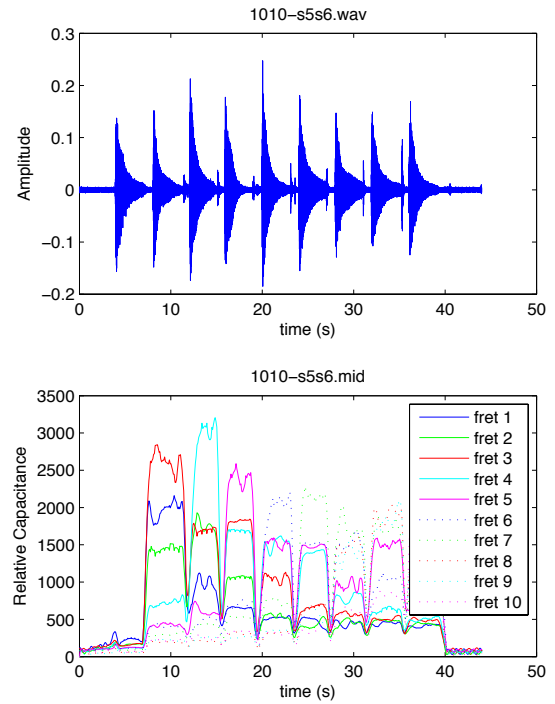 1010-s5s6.wav
0.3
0.2
0.1
0
−0.1
−0.2
Amplitude
0 10 20 30 40 50
time (s)
1010-s5s6.mid
3500
3000
2500
2000
1500
1000
500
0
Relative Capacitance
fret 1
fret 2
fret 3
fret 4
fret 5
fret 6
fret 7
fret 8
fret 9
fret 10
0 10 20 30 40 50
time (s)